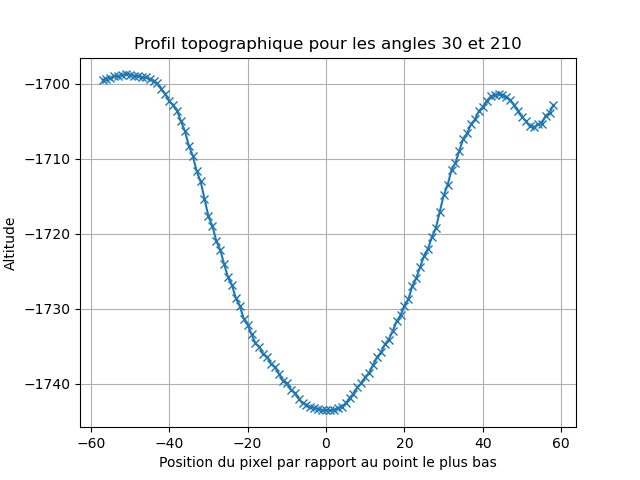 Profil topographique pour les angles 30 et 210
−1700
−1710
−1720
−1730
−1740
Altitude
−60 −40 −20 0 20 40 60
Position du pixel par rapport au point le plus bas